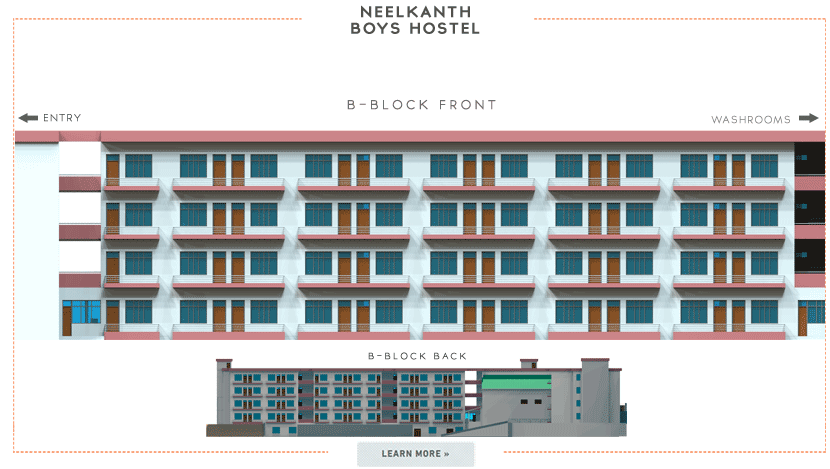 NEELKANTH
BOYS HOSTEL
B-BLOCK FRONT
ENTRY
WASHROOMS
B-BLOCK BACK
LEARN MORE »